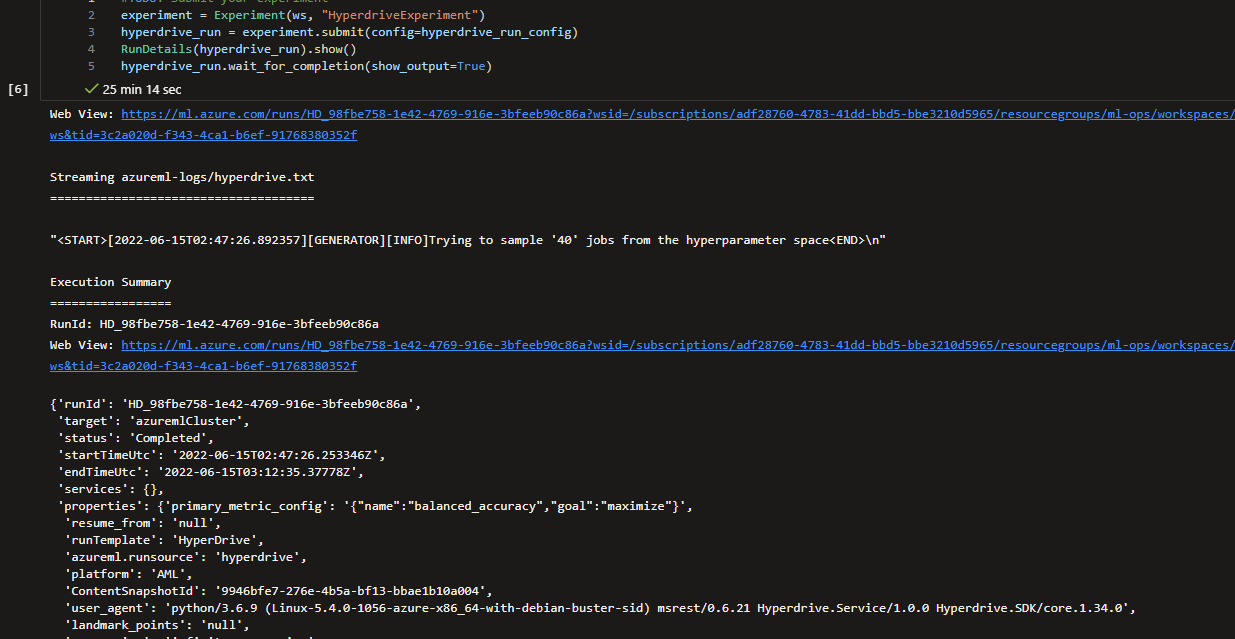 1 #TODO: Submit your experiment
2 experiment = Experiment(ws, "HyperdriveExperiment")
3 hyperdrive_run = experiment.submit(config=hyperdrive_run_config)
4 RunDetails(hyperdrive_run).show()
5 hyperdrive_run.wait_for_completion(show_output=True)
[6] ✓ 25 min 14 sec
Web View: https://ml.azure.com/runs/HD_98fbe758-1e42-4769-916e-3bfeeb90c86a?wsid=/subscriptions/adf28760-4783-41dd-bbd5-bbe3210d5965/resourcegroups/ml-ops/workspaces/
ws&tid=3c2a020d-f343-4ca1-b6ef-91768380352f
Streaming azureml-logs/hyperdrive.txt
=====================================
"<START>[2022-06-15T02:47:26.892357][GENERATOR][INFO]Trying to sample '40' jobs from the hyperparameter space<END>\n"
Execution Summary
=================
RunId: HD_98fbe758-1e42-4769-916e-3bfeeb90c86a
Web View: https://ml.azure.com/runs/HD_98fbe758-1e42-4769-916e-3bfeeb90c86a?wsid=/subscriptions/adf28760-4783-41dd-bbd5-bbe3210d5965/resourcegroups/ml-ops/workspaces/
ws&tid=3c2a020d-f343-4ca1-b6ef-91768380352f
{'runId': 'HD_98fbe758-1e42-4769-916e-3bfeeb90c86a',
'target': 'azuremlCluster',
'status': 'Completed',
'startTimeUtc': '2022-06-15T02:47:26.253346Z',
'endTimeUtc': '2022-06-15T03:12:35.37778Z',
'services': {},
'properties': {'primary_metric_config': '{"name":"balanced_accuracy","goal":"maximize"}',
'resume_from': 'null',
'runTemplate': 'HyperDrive',
'azureml.runsource': 'hyperdrive',
'platform': 'AML',
'ContentSnapshotId': '9946bfe7-276e-4b5a-bf13-bbae1b10a004',
'user_agent': 'python/3.6.9 (Linux-5.4.0-1056-azure-x86_64-with-debian-buster-sid) msrest/0.6.21 Hyperdrive.Service/1.0.0 Hyperdrive.SDK/core.1.34.0',
'landmark_points': 'null',